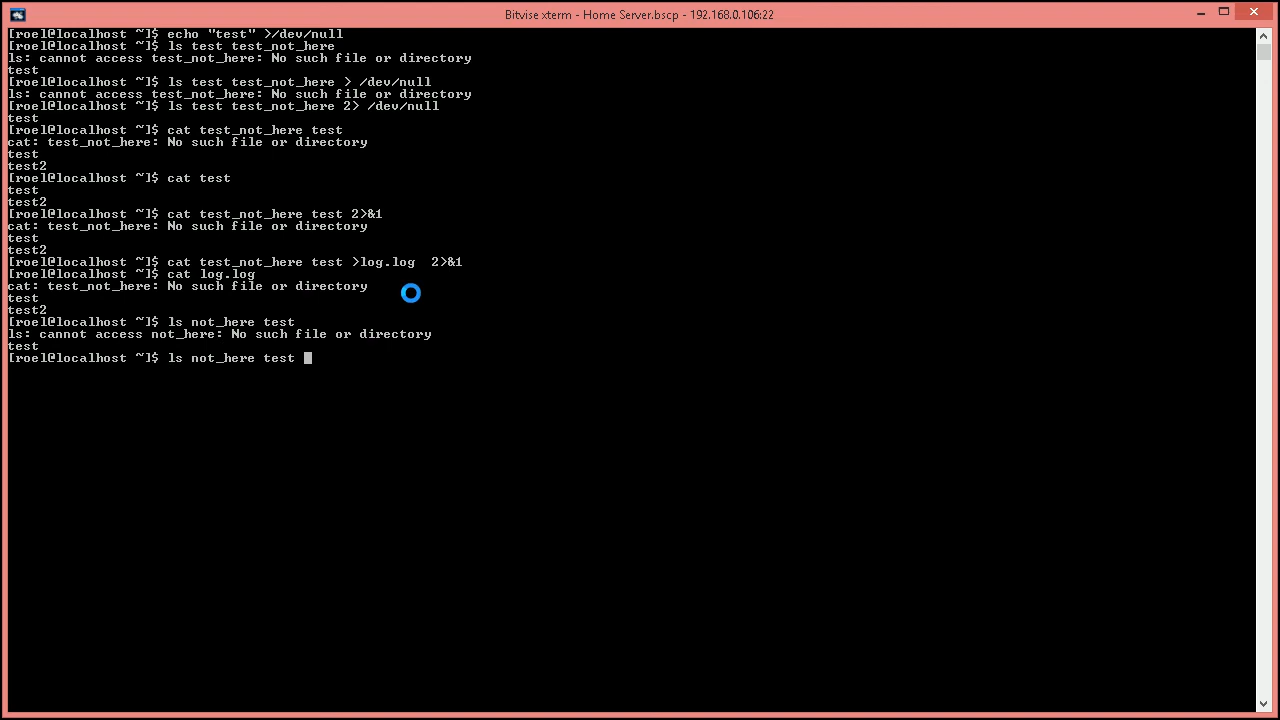 Bitvise xterm - Home Server.bscp - 192.168.0.106:22
[roel@localhost ~]$ echo "test" >/dev/null
[roel@localhost ~]$ ls test test_not_here
ls: cannot access test_not_here: No such file or directory
test
[roel@localhost ~]$ ls test test_not_here > /dev/null
ls: cannot access test_not_here: No such file or directory
[roel@localhost ~]$ ls test test_not_here 2> /dev/null
test
[roel@localhost ~]$ cat test_not_here test
cat: test_not_here: No such file or directory
test
test2
[roel@localhost ~]$ cat test
test
test2
[roel@localhost ~]$ cat test_not_here test 2>&1
cat: test_not_here: No such file or directory
test
test2
[roel@localhost ~]$ cat test_not_here test >log.log  2>&1
[roel@localhost ~]$ cat log.log
cat: test_not_here: No such file or directory
test
test2
[roel@localhost ~]$ ls not_here test
ls: cannot access not_here: No such file or directory
test
[roel@localhost ~]$ ls not_here test